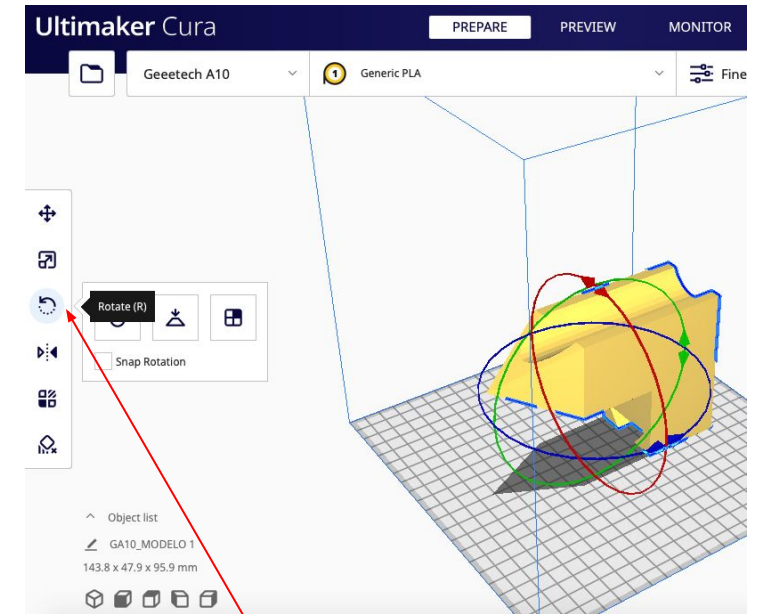 Ultimaker Cura
PREPARE PREVIEW MONITOR
Geeetech A10
1 Generic PLA
Fine
Rotate (R)
Snap Rotation
Object list
GA10_MODELO 1
143.8 x 47.9 x 95.9 mm